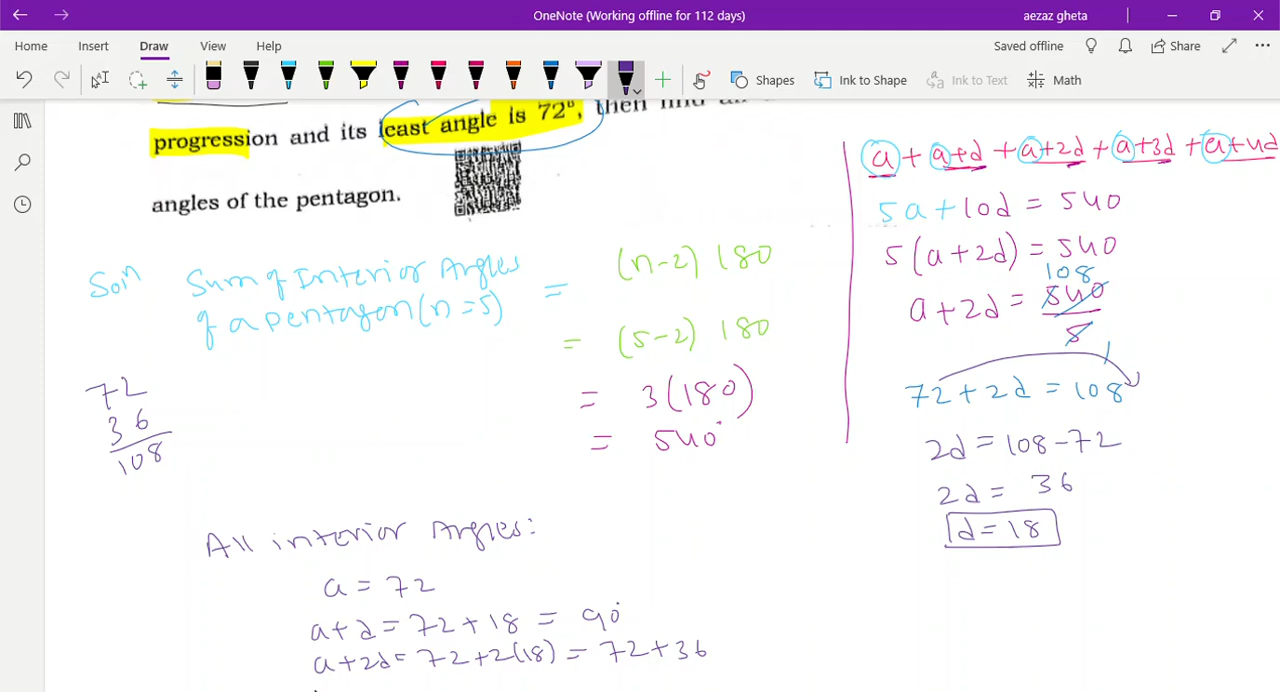 OneNote (Working offline for 112 days)
aezaz gheta
Home Insert Draw View Help
Saved offline
Share
Shapes
Ink to Shape
Ink to Text
Math
progression and its least angle is 72°, then find
angles of the pentagon.
Soln Sum of Interior Angles
of a pentagon (n=5)
= (n-2) 180
= (5-2) 180
= 3(180)
= 540°
72
36
108
All interior Angles:
a = 72
a+d = 72+18 = 90°
a+2d = 72+2(18) = 72+36
a + a+d + a+2d + a+3d + a+4d
5a+10d = 540
5(a+2d) = 540
108
a+2d = 540
5
1
72+2d = 108
2d = 108-72
2d = 36
d = 18